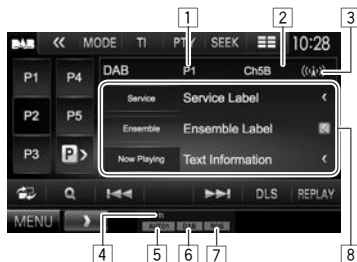 1 2 3
DAB MODE TI PTY SEEK 10:28
P1 P4 DAB P1 Ch5B
Service Service Label
P2 P5 Ensemble Ensemble Label
P3 P Now Playing Text Information
DLS REPLAY
MENU
4 5 6 7 8